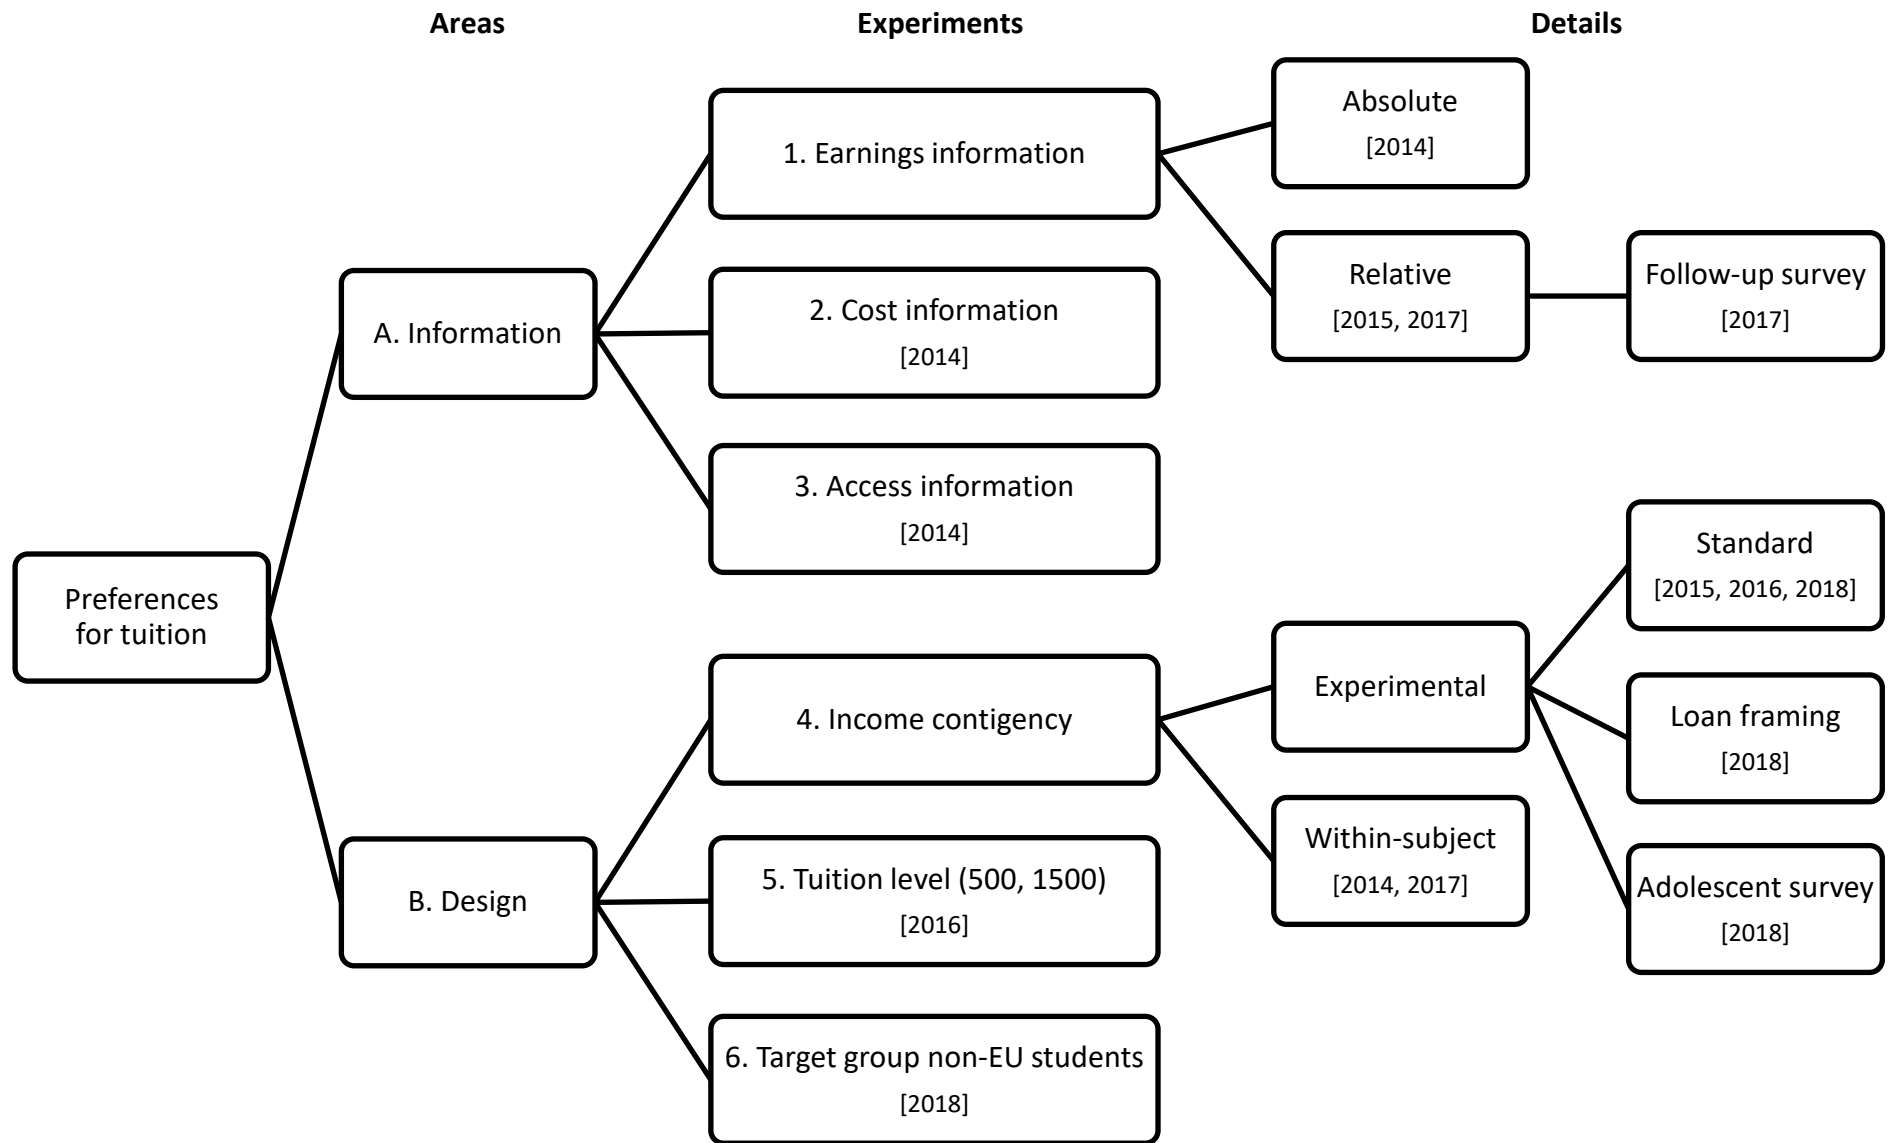 Areas
Experiments
Details
Preferences
for tuition
A. Information
1. Earnings information
Absolute
[2014]
Relative
[2015, 2017]
Follow-up survey
[2017]
2. Cost information
[2014]
3. Access information
[2014]
B. Design
4. Income contigency
Experimental
Standard
[2015, 2016, 2018]
Loan framing
[2018]
Adolescent survey
[2018]
Within-subject
[2014, 2017]
5. Tuition level (500, 1500)
[2016]
6. Target group non-EU students
[2018]